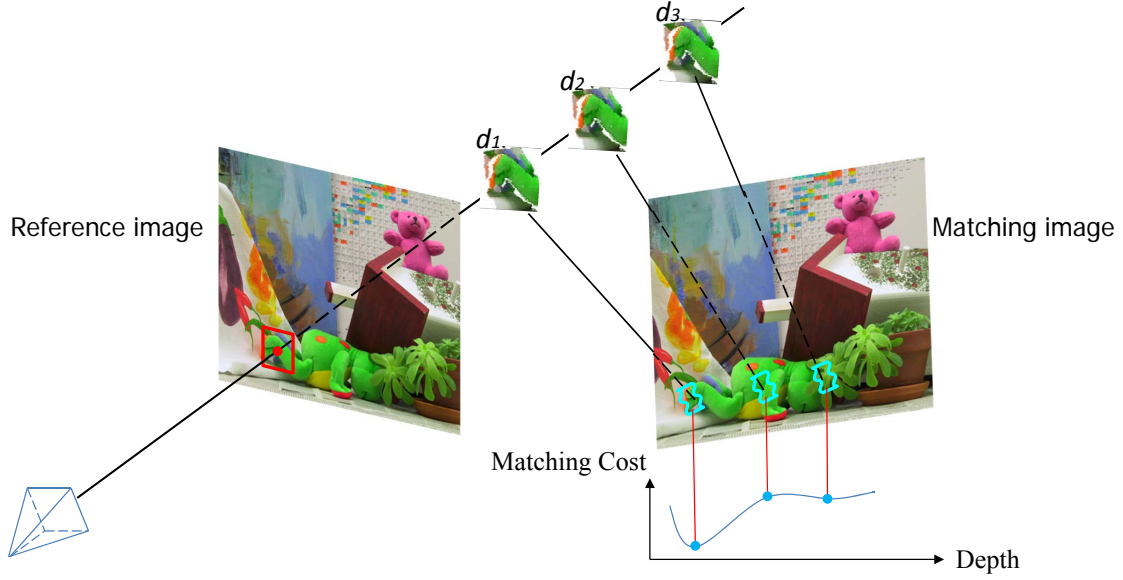 d3.
d2
d1.
Reference image
Matching image
Matching Cost
Depth